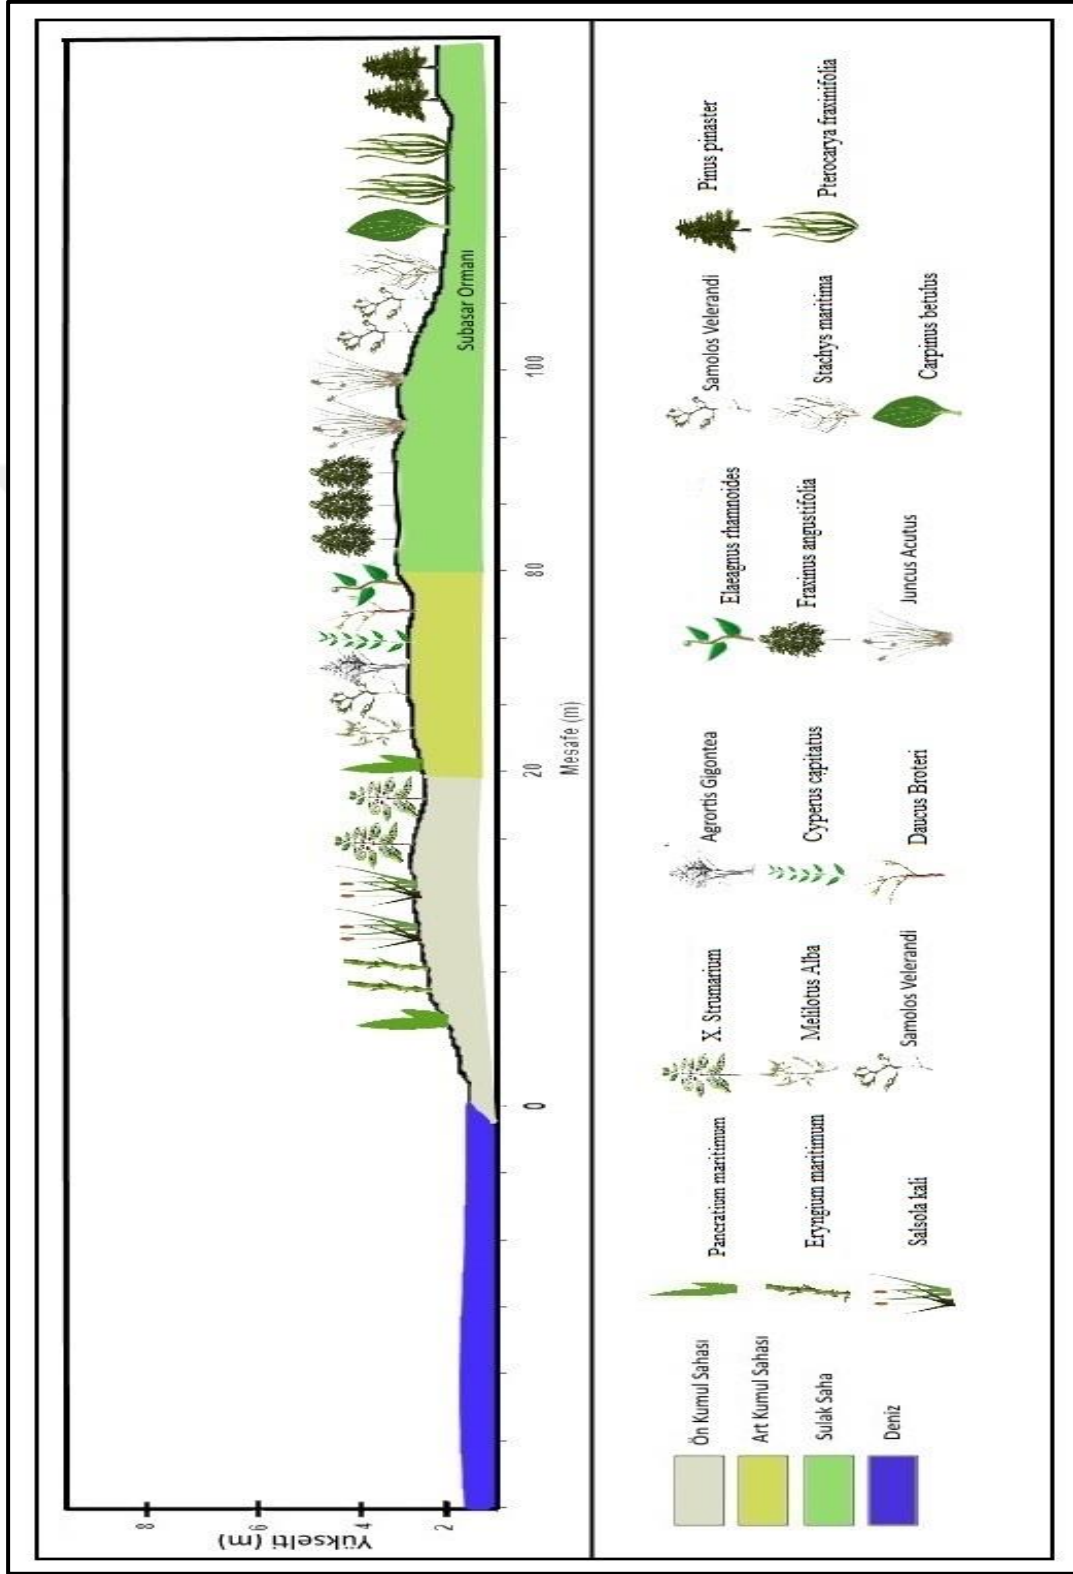 Yükselti (m)
8
6
4
2
0
20
80
100
Mesafe (m)
Subasar Ormanı
Ön Kumul Sahası
Art Kumul Sahası
Sulak Saha
Deniz
Pancratium maritimum
Eryngium maritimum
Salsola kali
X. Strumarium
Melilotus Alba
Samolos Velerandi
Agrortis Gigontea
Cyperus capitatus
Daucus Broteri
Elaeagnus rhamnoides
Fraxinus angustifolia
Juncus Acutus
Samolos Velerandi
Stachys maritima
Carpinus betulus
Pinus pinaster
Pterocarya fraxinifolia